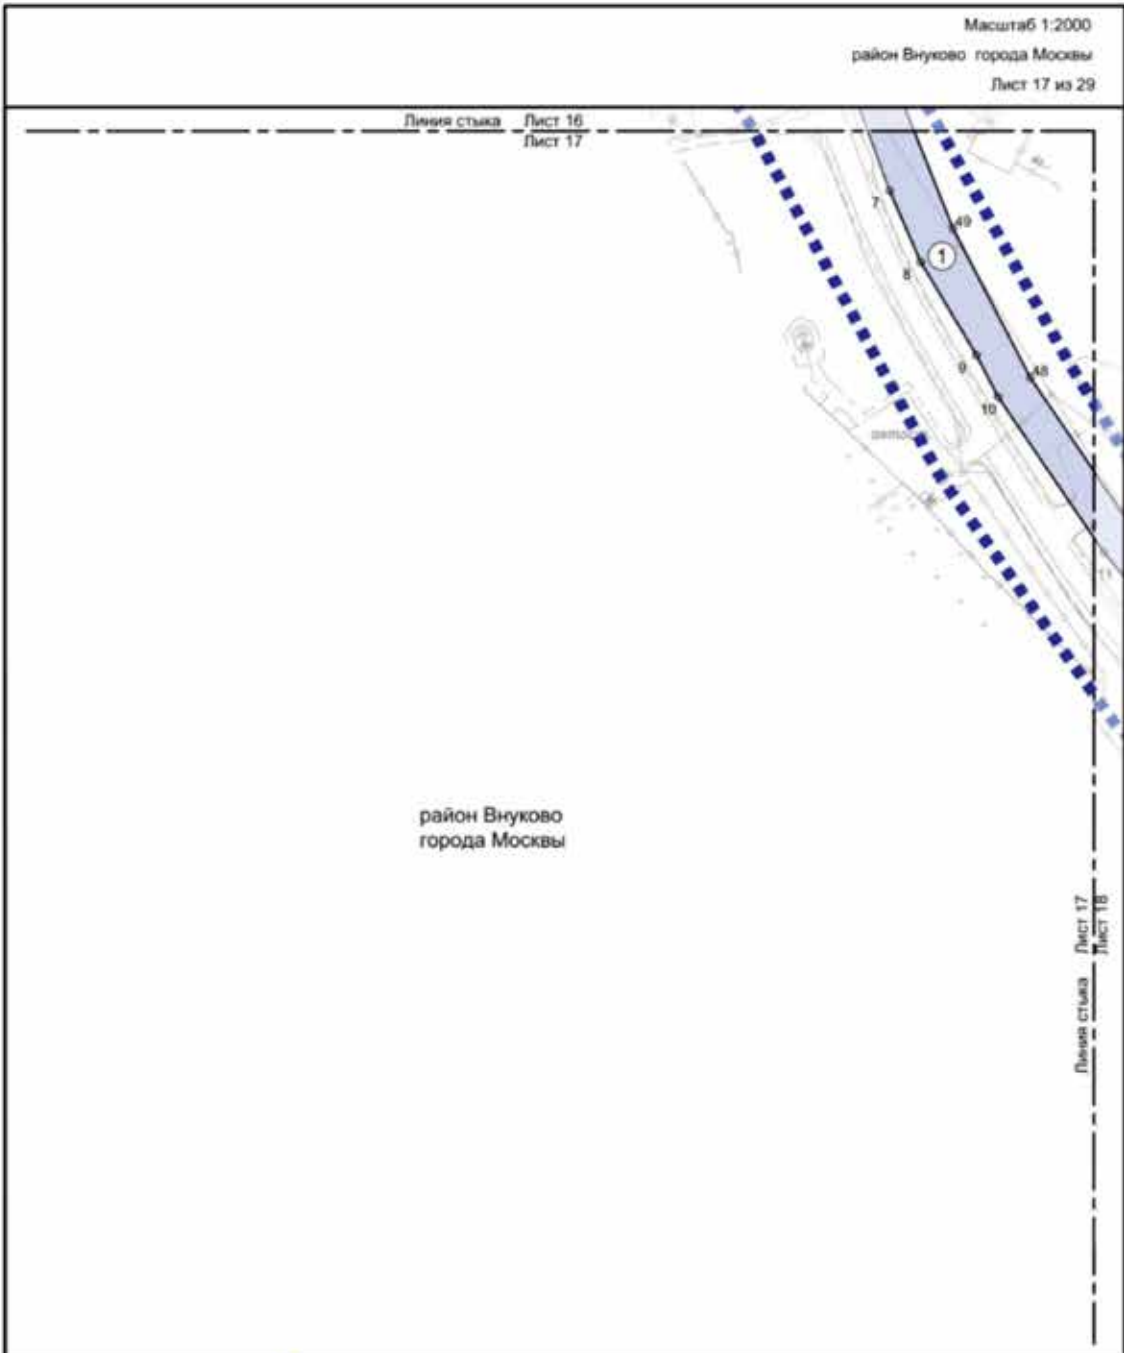 Масштаб 1:2000
район Внуково города Москвы
Лист 17 из 29
Линия стыка Лист 16
Лист 17
7
49
1
8
9
48
10
11
район Внуково
города Москвы
Линия стыка Лист 17
Лист 18